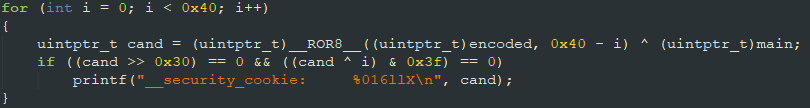 for (int i = 0; i < 0x40; i++)
{
    uintptr_t cand = (uintptr_t)__ROR8__((uintptr_t)encoded, 0x40 - i) ^ (uintptr_t)main;
    if ((cand >> 0x30) == 0 && ((cand ^ i) & 0x3f) == 0)
        printf("__security_cookie:     %016llX\n", cand);
}